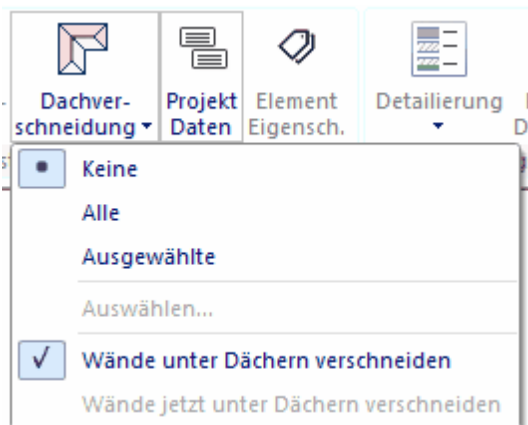 Dachver-
schneidung
Projekt
Daten
Element
Eigensch.
Detailierung
D
Keine
Alle
Ausgewählte
Auswählen...
Wände unter Dächern verschneiden
Wände jetzt unter Dächern verschneiden